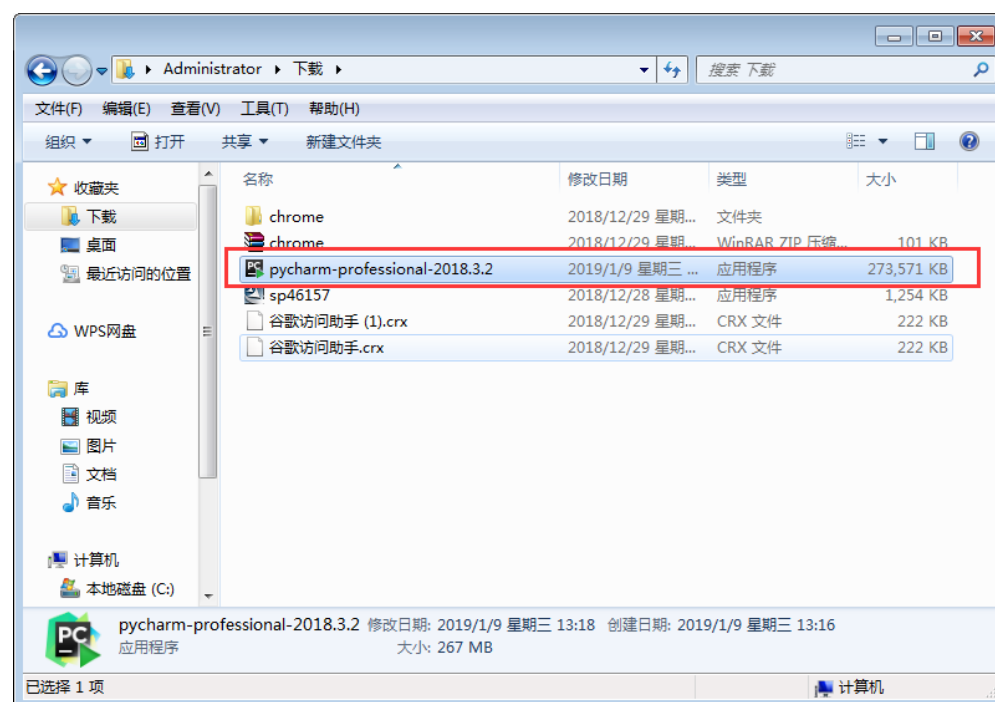 Administrator 下载
搜索 下载
文件(F) 编辑(E) 查看(V) 工具(T) 帮助(H)
组织 打开 共享 新建文件夹
名称 修改日期 类型 大小
收藏夹
下载
桌面
最近访问的位置
WPS网盘
库
视频
图片
文档
音乐
计算机
本地磁盘 (C:)
chrome 2018/12/29 星期... 文件夹
chrome 2018/12/29 星期... WinRAR ZIP 压缩... 101 KB
pycharm-professional-2018.3.2 2019/1/9 星期三 ... 应用程序 273,571 KB
sp46157 2018/12/28 星期... 应用程序 1,254 KB
谷歌访问助手 (1).crx 2018/12/29 星期... CRX 文件 222 KB
谷歌访问助手.crx 2018/12/29 星期... CRX 文件 222 KB
PC
pycharm-professional-2018.3.2 修改日期: 2019/1/9 星期三 13:18 创建日期: 2019/1/9 星期三 13:16
应用程序 大小: 267 MB
已选择 1 项 计算机